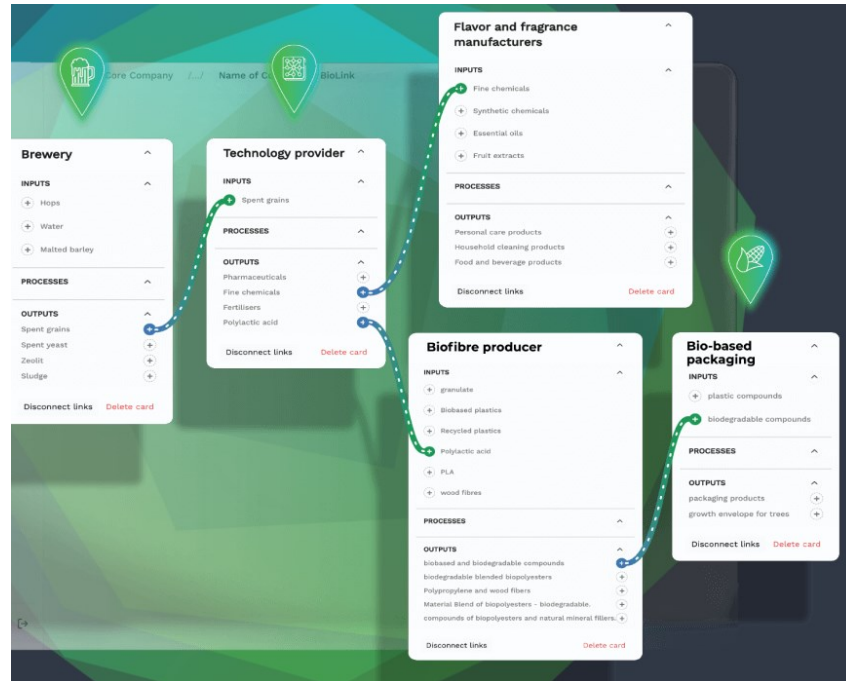 Core Company /.../ Name of C BioLink
Brewery
INPUTS
Hops
Water
Malted barley
PROCESSES
OUTPUTS
Spent grains
Spent yeast
Zeolit
Sludge
Disconnect links Delete card
Technology provider
INPUTS
Spent grains
PROCESSES
OUTPUTS
Pharmaceuticals
Fine chemicals
Fertilisers
Polylactic acid
Disconnect links Delete card
Flavor and fragrance
manufacturers
INPUTS
Fine chemicals
Synthetic chemicals
Essential oils
Fruit extracts
PROCESSES
OUTPUTS
Personal care products
Household cleaning products
Food and beverage products
Disconnect links Delete card
Biofibre producer
INPUTS
granulate
Biobased plastics
Recycled plastics
Polylactic acid
PLA
wood fibres
PROCESSES
OUTPUTS
biobased and biodegradable compounds
biodegradable blended biopolyesters
Polypropylene and wood fibers
Material Blend of biopolyesters - biodegradable,
compounds of biopolyesters and natural mineral fillers.
Disconnect links Delete card
Bio-based
packaging
INPUTS
plastic compounds
biodegradable compounds
PROCESSES
OUTPUTS
packaging products
growth envelope for trees
Disconnect links Delete card